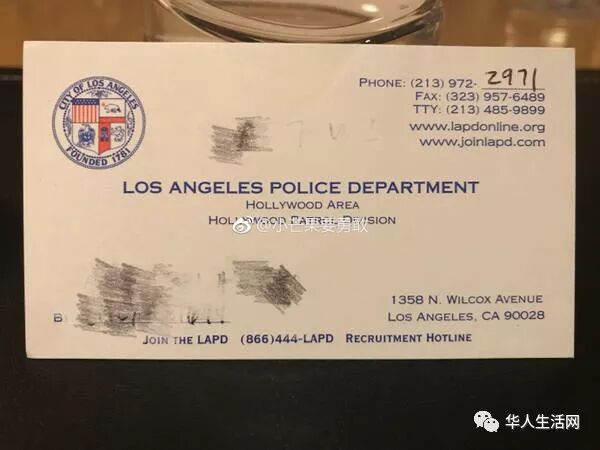 CITY OF LOS ANGELES
FOUNDED 1781
PHONE: (213) 972-2971
FAX: (323) 957-6489
TTY: (213) 485-9899
www.lapdonline.org
www.joinlapd.com
LOS ANGELES POLICE DEPARTMENT
HOLLYWOOD AREA
HOLLYWOOD PATROL DIVISION
@小芒果要勇敢
1358 N. WILCOX AVENUE
LOS ANGELES, CA 90028
JOIN THE LAPD (866)444-LAPD RECRUITMENT HOTLINE
华人生活网